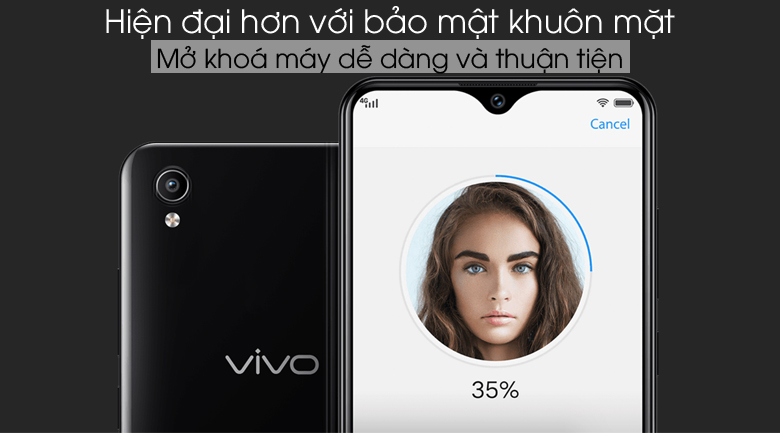 Hiện đại hơn với bảo mật khuôn mặt
Mở khoá máy dễ dàng và thuận tiện
4G
Cancel
vivo
35%